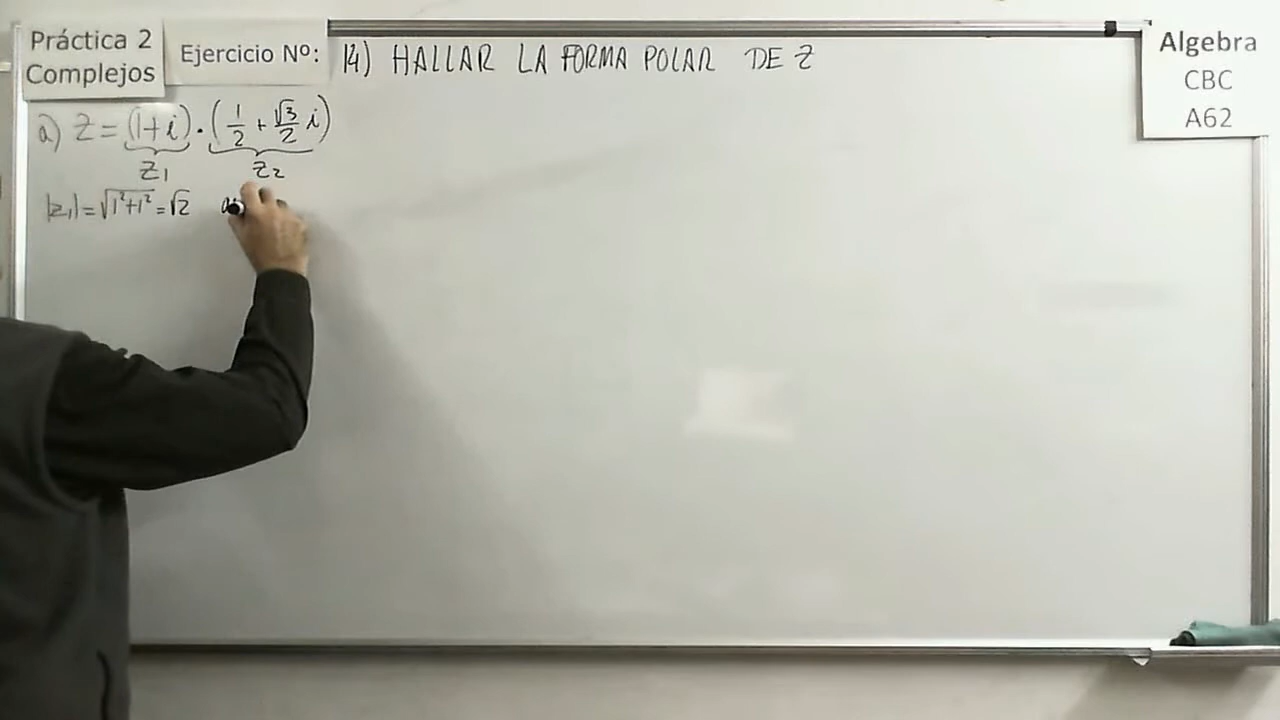 Práctica 2
Complejos
Ejercicio Nº:
14) HALLAR LA FORMA POLAR DE Z
Algebra
CBC
A62
a) Z = (1+i) · (1/2 + √3/2 i)
Z1 Z2
|Z1| = √1²+1² = √2